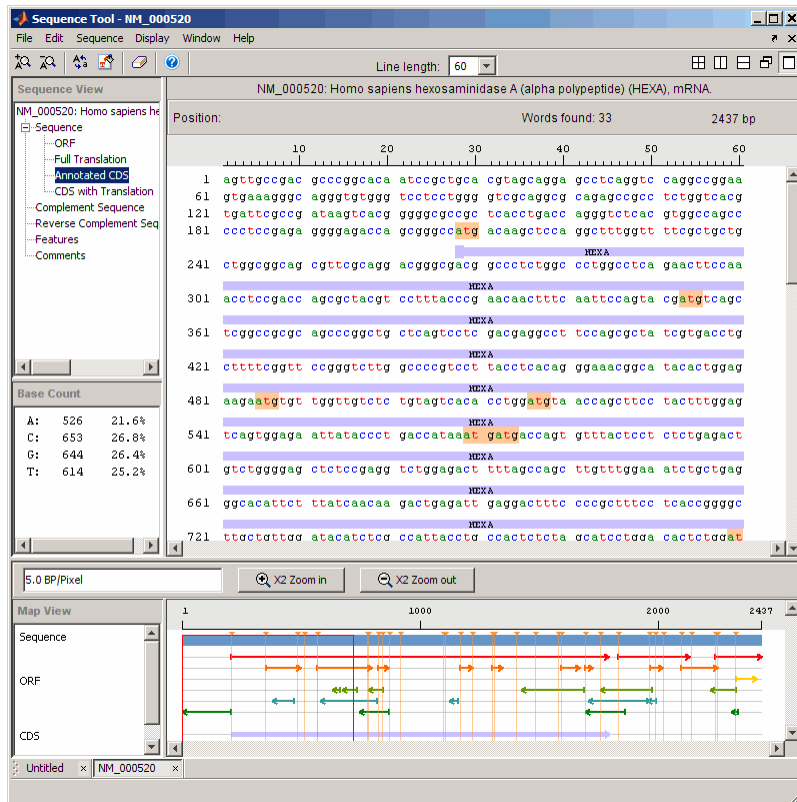 Sequence Tool - NM_000520
File Edit Sequence Display Window Help
Line length: 60
Sequence View
NM_000520: Homo sapiens he
Sequence
ORF
Full Translation
Annotated CDS
CDS with Translation
Complement Sequence
Reverse Complement Seq
Features
Comments
NM_000520: Homo sapiens hexosaminidase A (alpha polypeptide) (HEXA), mRNA.
Position: Words found: 33 2437 bp
10 20 30 40 50 60
1 agttgccgac gcccggcaca atccgctgca cgtagcagga gcctcaggtc caggccggaa
61 gtgaaagggc agggtgtggg tcctcctggg gtcgcaggcg cagagccgcc tctggtcacg
121 tgattcgccg ataagtcacg ggggcgccgc tcacctgacc agggtctcac gtggccagcc
181 ccctccgaga ggggagacca gcgggccatg acaagctcca ggctttggtt tcgctgctg
HEXA
241 ctggcggcag cgttcgcagg acgggcgacg gccctctggc cctggcctca gaacttccaa
HEXA
301 acctccgacc agcgctacgt cctttacccg aacaactttc aattccagta cgatgtcagc
HEXA
361 tcggccgcgc agcccggctg ctcagtcctc gacgaggcct tccagcgcta tcgtgacctg
HEXA
421 cttttcggtt ccgggtcttg gccccgtcct tacctcacag ggaaacggca tacactggag
HEXA
481 aagaatgtgt tggttgtctc tgtagtcaca cctggatgta accagcttcc tactttggag
HEXA
541 tcagtggaga attataccct gaccataaat gatgaccagt gtttactcct ctctgagact
HEXA
601 gtctggggag ctctccgagg tctggagact tttagccagc ttgtttggaa atctgctgag
HEXA
661 ggcacattct ttatcaacaa gactgagatt gaggactttc cccgctttcc tcaccggggc
HEXA
721 ttgctgttgg atacatctcg ccattacctg ccactctcta gcatcctgga cactctggat
Base Count
A: 526 21.6%
C: 653 26.8%
G: 644 26.4%
T: 614 25.2%
5.0 BP/Pixel X2 Zoom in X2 Zoom out
Map View
1 1000 2000 2437
Sequence
ORF
CDS
Untitled × NM_000520 ×